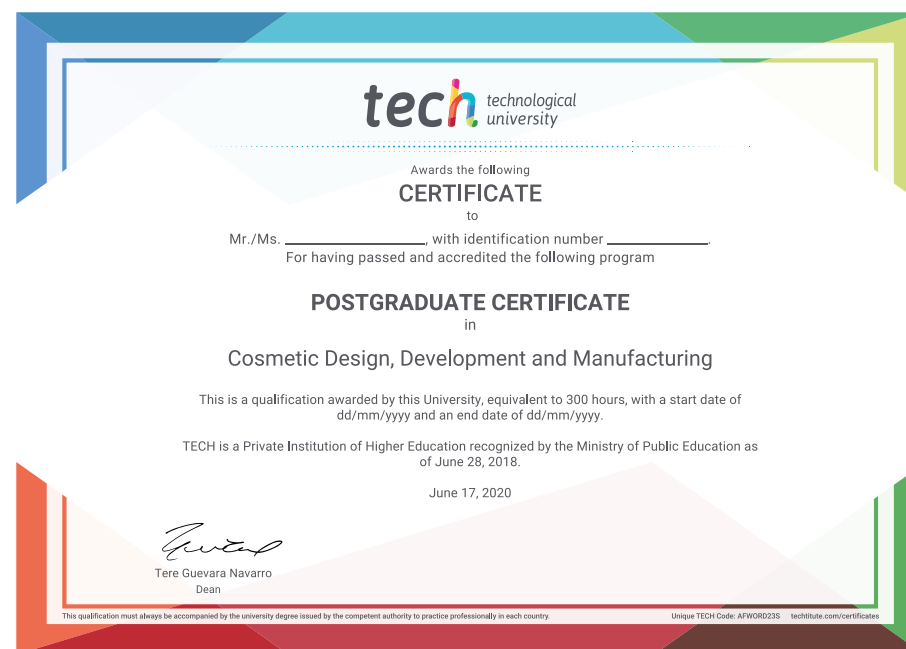 tech technological
university
Awards the following
CERTIFICATE
to
Mr./Ms. ____________________, with identification number ______________.
For having passed and accredited the following program
POSTGRADUATE CERTIFICATE
in
Cosmetic Design, Development and Manufacturing
This is a qualification awarded by this University, equivalent to 300 hours, with a start date of
dd/mm/yyyy and an end date of dd/mm/yyyy.
TECH is a Private Institution of Higher Education recognized by the Ministry of Public Education as
of June 28, 2018.
June 17, 2020
Tere Guevara Navarro
Dean
This qualification must always be accompanied by the university degree issued by the competent authority to practice professionally in each country. Unique TECH Code: AFWORD23S techtitute.com/certificates